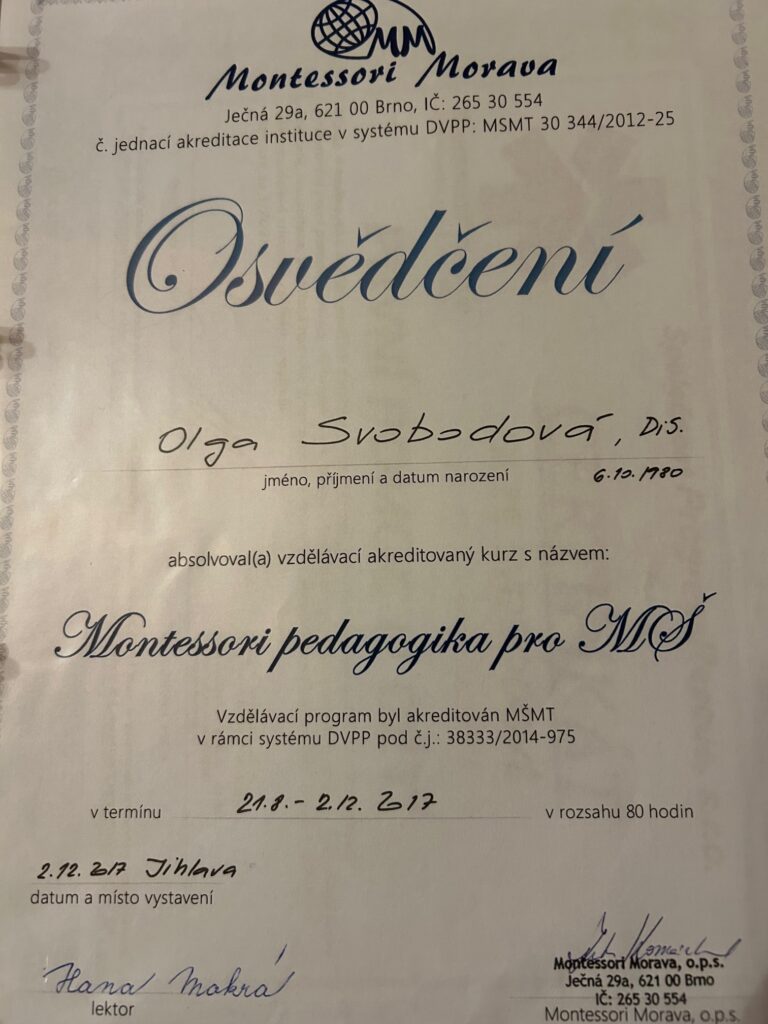 MM
Montessori Morava
Ječná 29a, 621 00 Brno, IČ: 265 30 554
č. jednací akreditace instituce v systému DVPP: MSMT 30 344/2012-25
Osvědčení
Olga Svobodová, DiS.
jméno, příjmení a datum narození 6.10.1980
absolvoval(a) vzdělávací akreditovaný kurz s názvem:
Montessori pedagogika pro MŠ
Vzdělávací program byl akreditován MŠMT
v rámci systému DVPP pod č.j.: 38333/2014-975
v termínu 21.8.- 2.12. 2017 v rozsahu 80 hodin
2.12.2017 Jihlava
datum a místo vystavení
Hana Mokrá
lektor
Montessori Morava, o.p.s.
Ječná 29a, 621 00 Brno
IČ: 265 30 554
Montessori Morava, o.p.s.